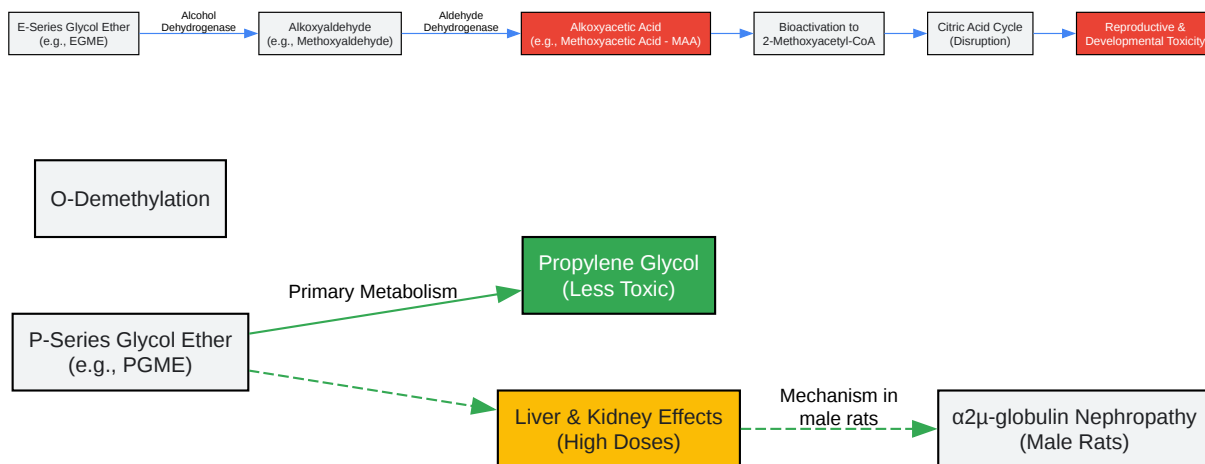 E-Series Glycol Ether
(e.g., EGME)
Alcohol
Dehydrogenase
Alkoxyaldehyde
(e.g., Methoxyaldehyde)
Aldehyde
Dehydrogenase
Alkoxyacetic Acid
(e.g., Methoxyacetic Acid - MAA)
Bioactivation to
2-Methoxyacetyl-CoA
Citric Acid Cycle
(Disruption)
Reproductive &
Developmental Toxicity
O-Demethylation
P-Series Glycol Ether
(e.g., PGME)
Primary Metabolism
Propylene Glycol
(Less Toxic)
Liver & Kidney Effects
(High Doses)
Mechanism in
male rats
α2µ-globulin Nephropathy
(Male Rats)